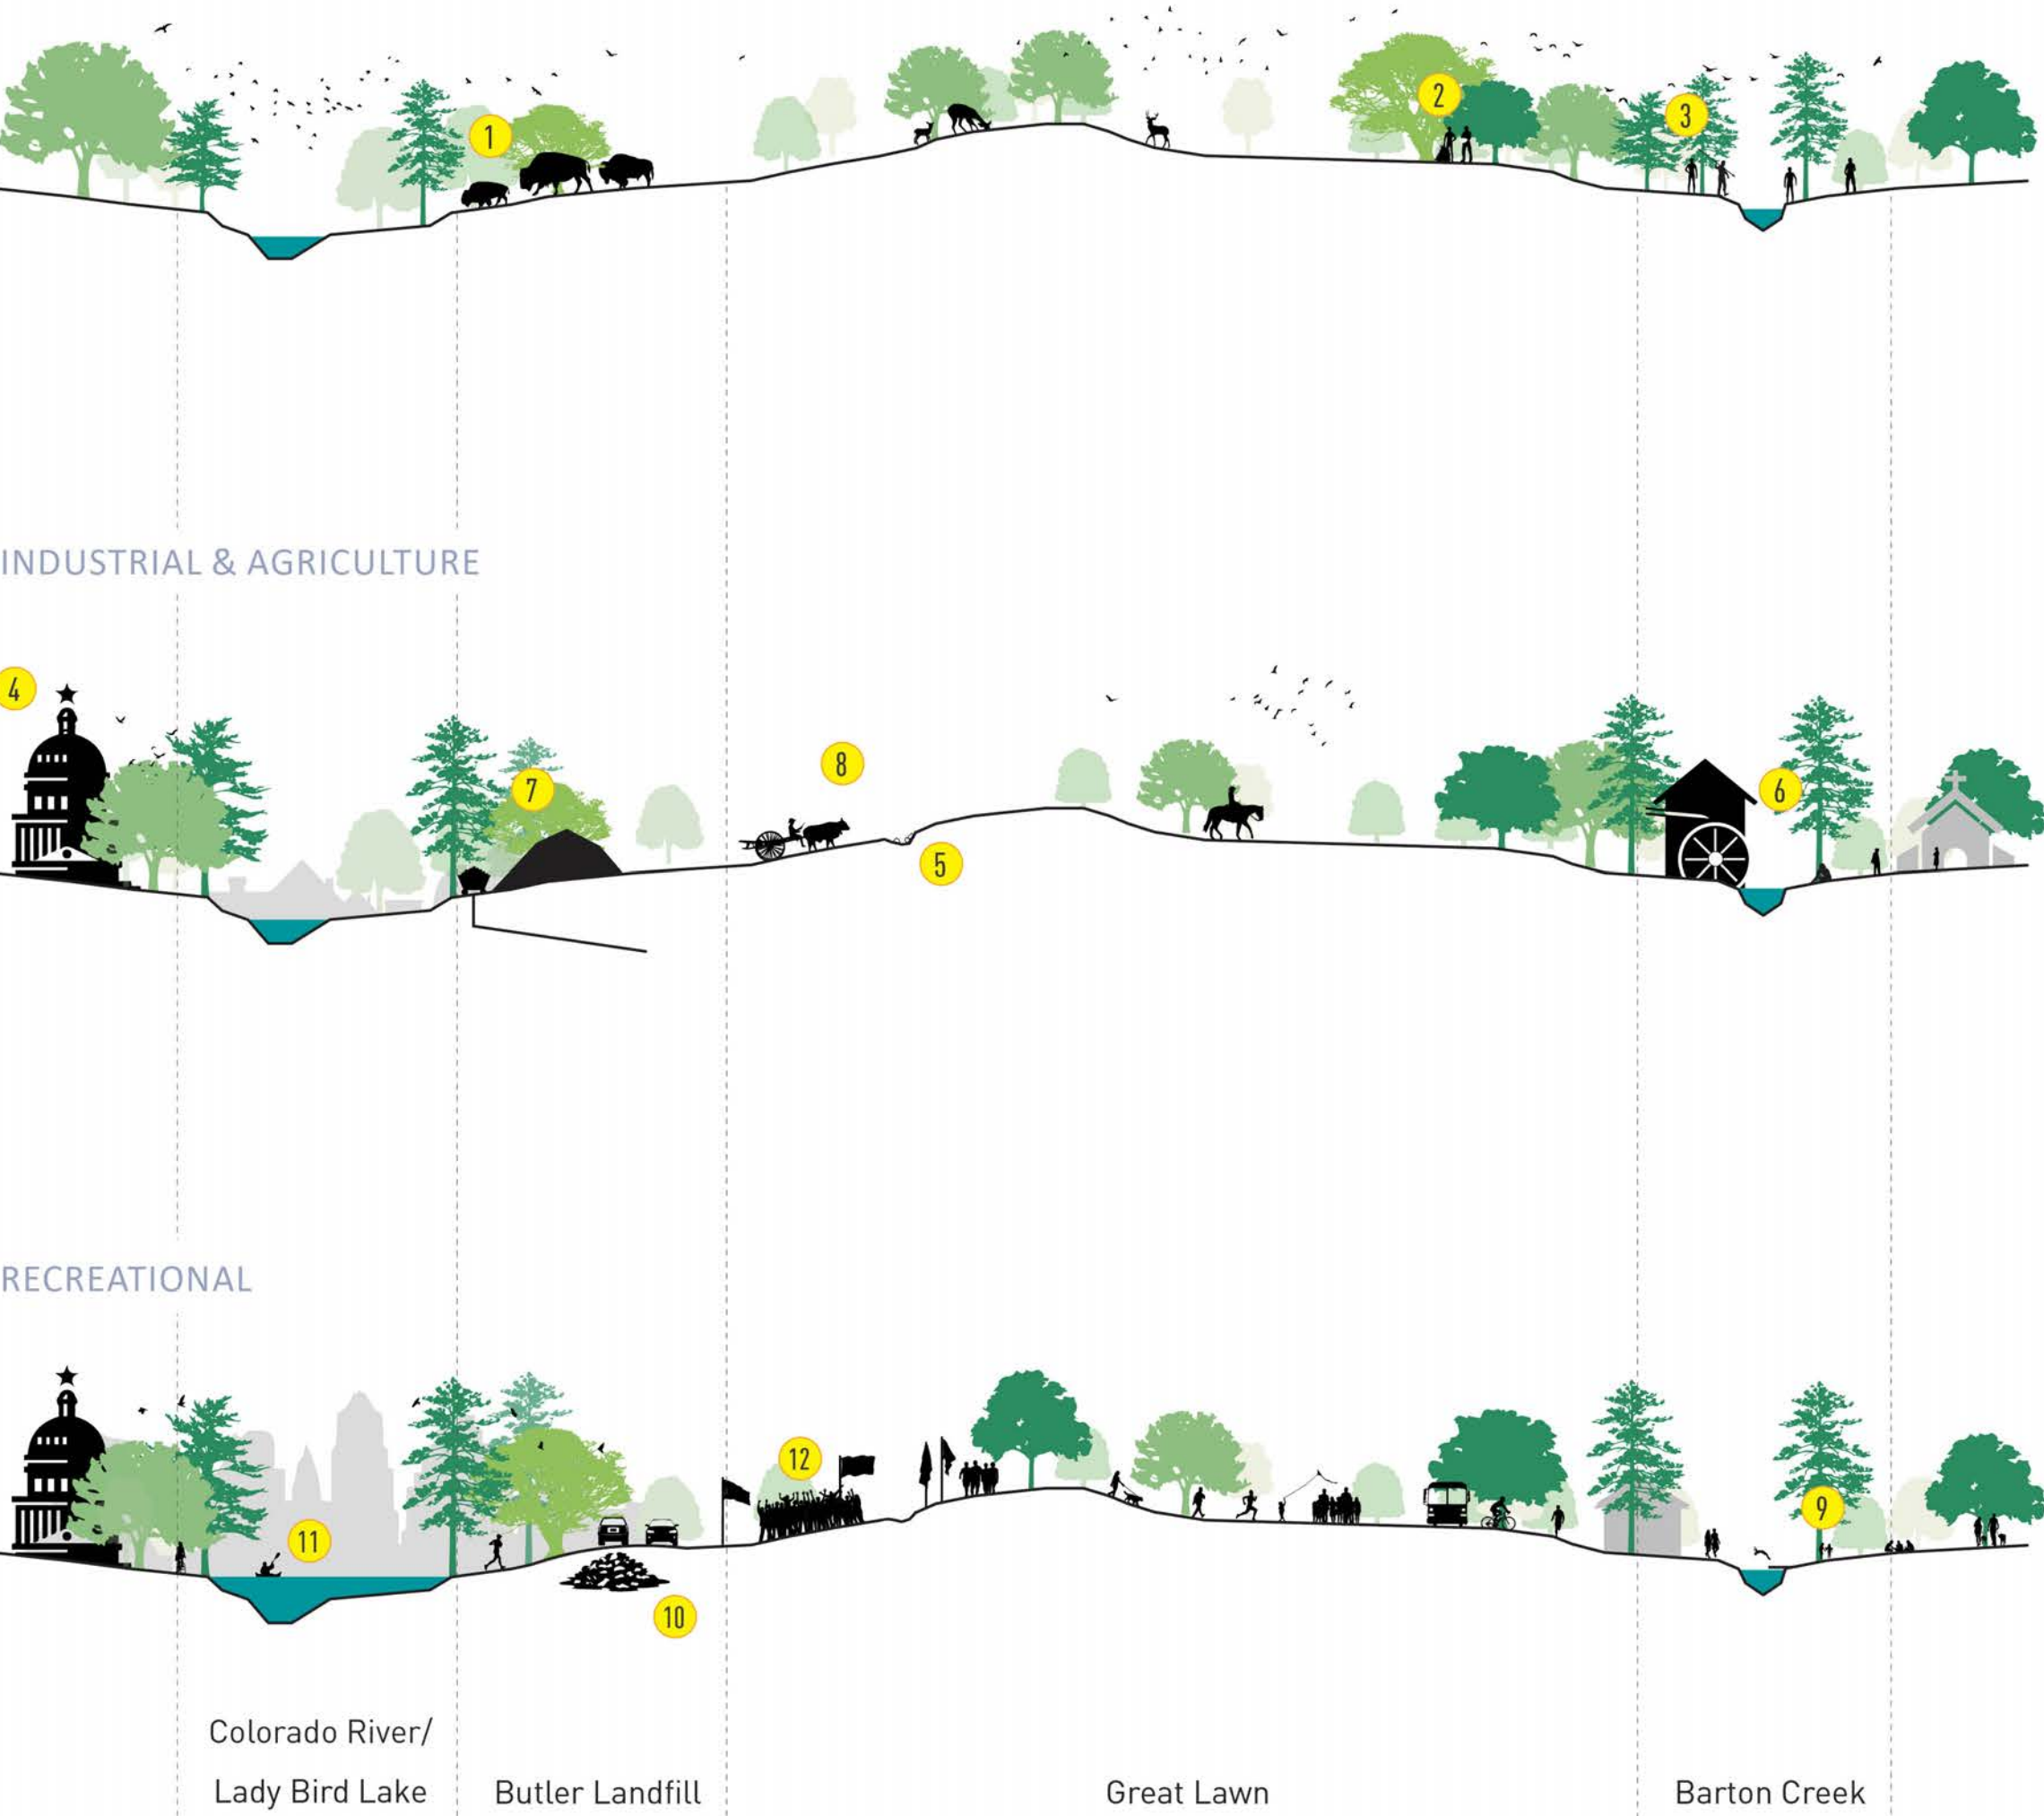 1
2
3
INDUSTRIAL & AGRICULTURE
4
7
8
5
6
RECREATIONAL
11
10
12
9
Colorado River/
Lady Bird Lake
Butler Landfill
Great Lawn
Barton Creek